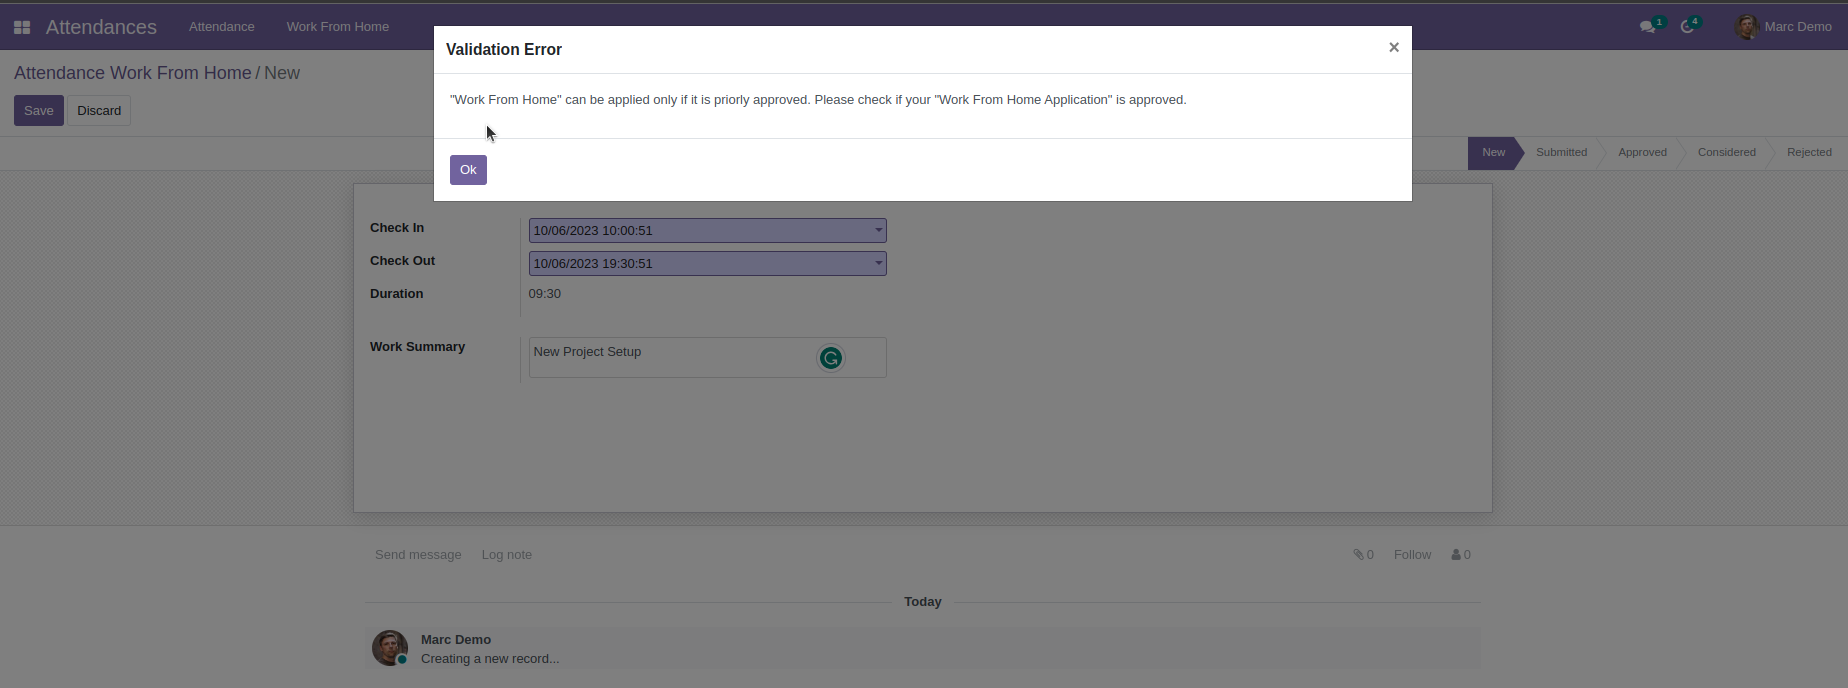 Attendances Attendance Work From Home 1 4 Marc Demo
Validation Error ×
Attendance Work From Home / New
"Work From Home" can be applied only if it is priorly approved. Please check if your "Work From Home Application" is approved.
Save Discard
New Submitted Approved Considered Rejected
Ok
Check In 10/06/2023 10:00:51
Check Out 10/06/2023 19:30:51
Duration 09:30
Work Summary New Project Setup
Send message Log note 0 Follow 0
Today
Marc Demo
Creating a new record...